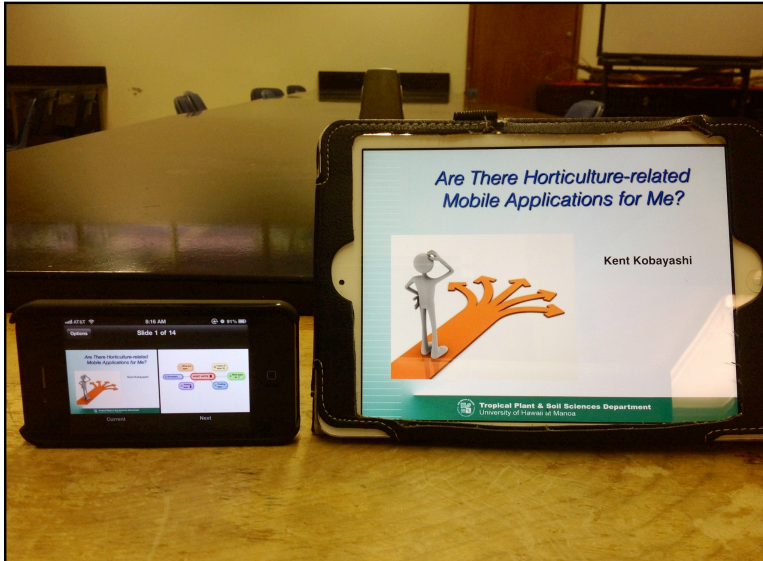 Are There Horticulture-related
Mobile Applications for Me?
Kent Kobayashi
Tropical Plant & Soil Sciences Department
University of Hawaii at Manoa
AT&T 8:16 AM 81%
Options Slide 1 of 14
Are There Horticulture-related
Mobile Applications for Me?
Kent Kobayashi
Current Next